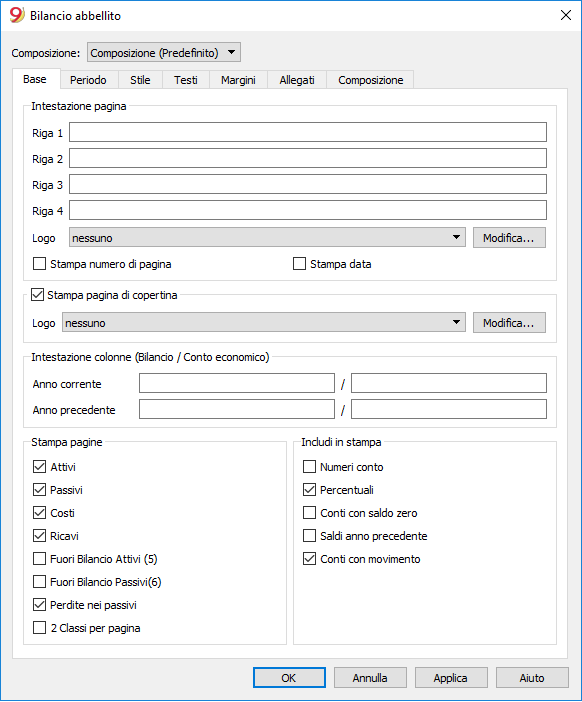 Bilancio abbellito
Composizione: Composizione (Predefinito)
Base Periodo Stile Testi Margini Allegati Composizione
Intestazione pagina
Riga 1
Riga 2
Riga 3
Riga 4
Logo nessuno Modifica...
Stampa numero di pagina Stampa data
Stampa pagina di copertina
Logo nessuno Modifica...
Intestazione colonne (Bilancio / Conto economico)
Anno corrente /
Anno precedente /
Stampa pagine
Attivi
Passivi
Costi
Ricavi
Fuori Bilancio Attivi (5)
Fuori Bilancio Passivi(6)
Perdite nei passivi
2 Classi per pagina
Includi in stampa
Numeri conto
Percentuali
Conti con saldo zero
Saldi anno precedente
Conti con movimento
OK Annulla Applica Aiuto